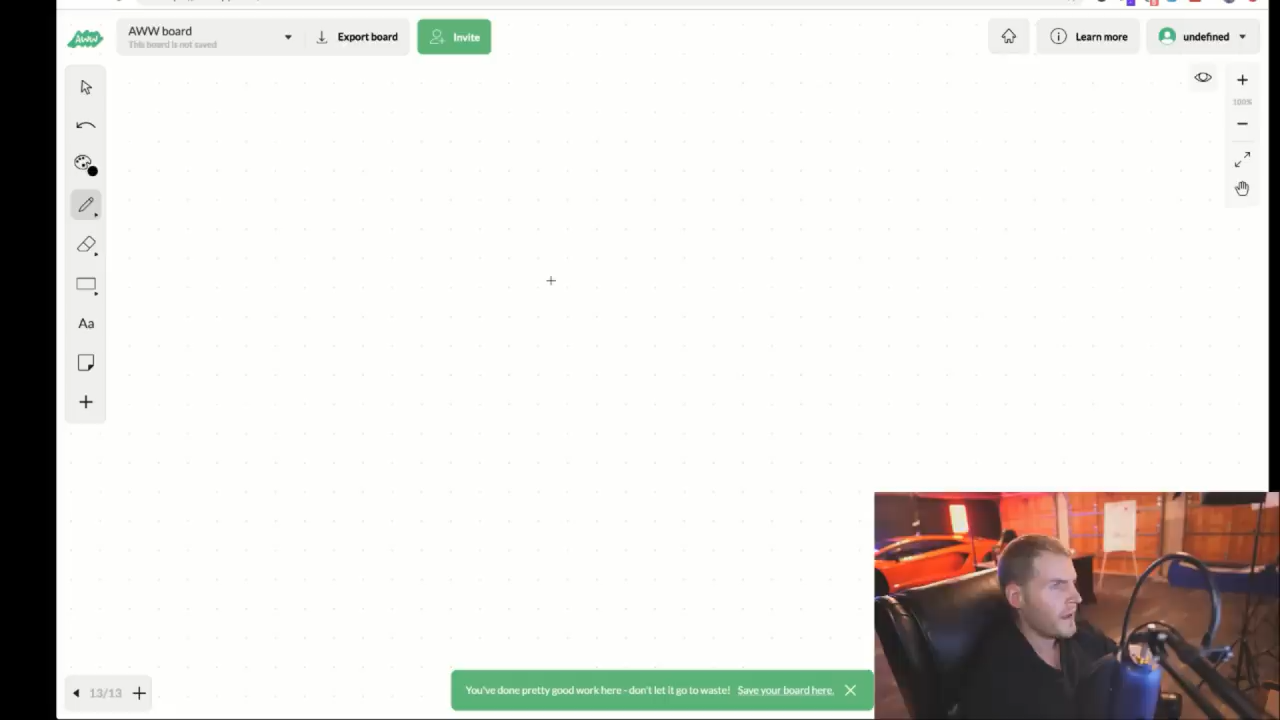 AWW
AWW board
This board is not saved
Export board
Invite
Learn more
undefined
100%
Aa
13/13
You've done pretty good work here - don't let it go to waste! Save your board here.